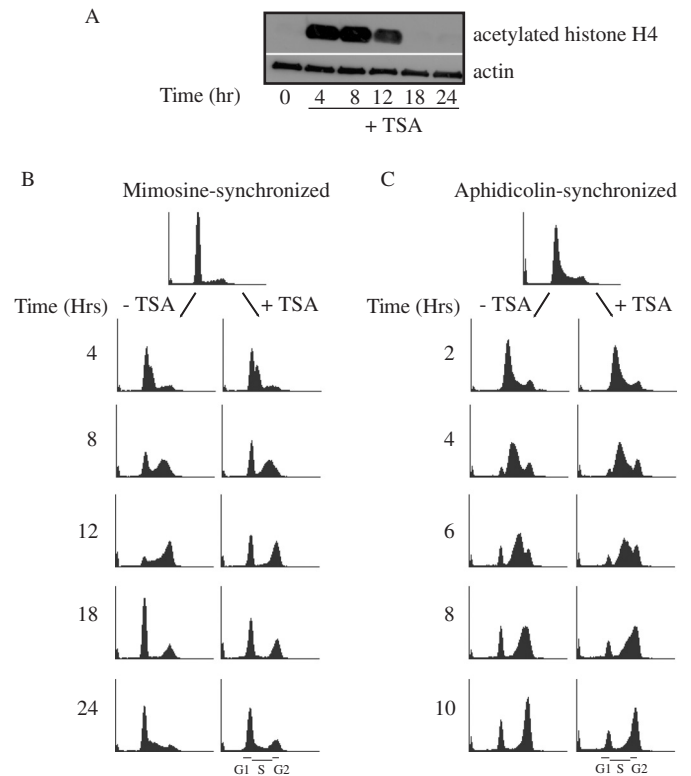 A
acetylated histone H4
actin
Time (hr) 0 4 8 12 18 24
+ TSA
B
Mimosine-synchronized
Time (Hrs) - TSA + TSA
4
8
12
18
24
G1 S G2
C
Aphidicolin-synchronized
Time (Hrs) - TSA + TSA
2
4
6
8
10
G1 S G2